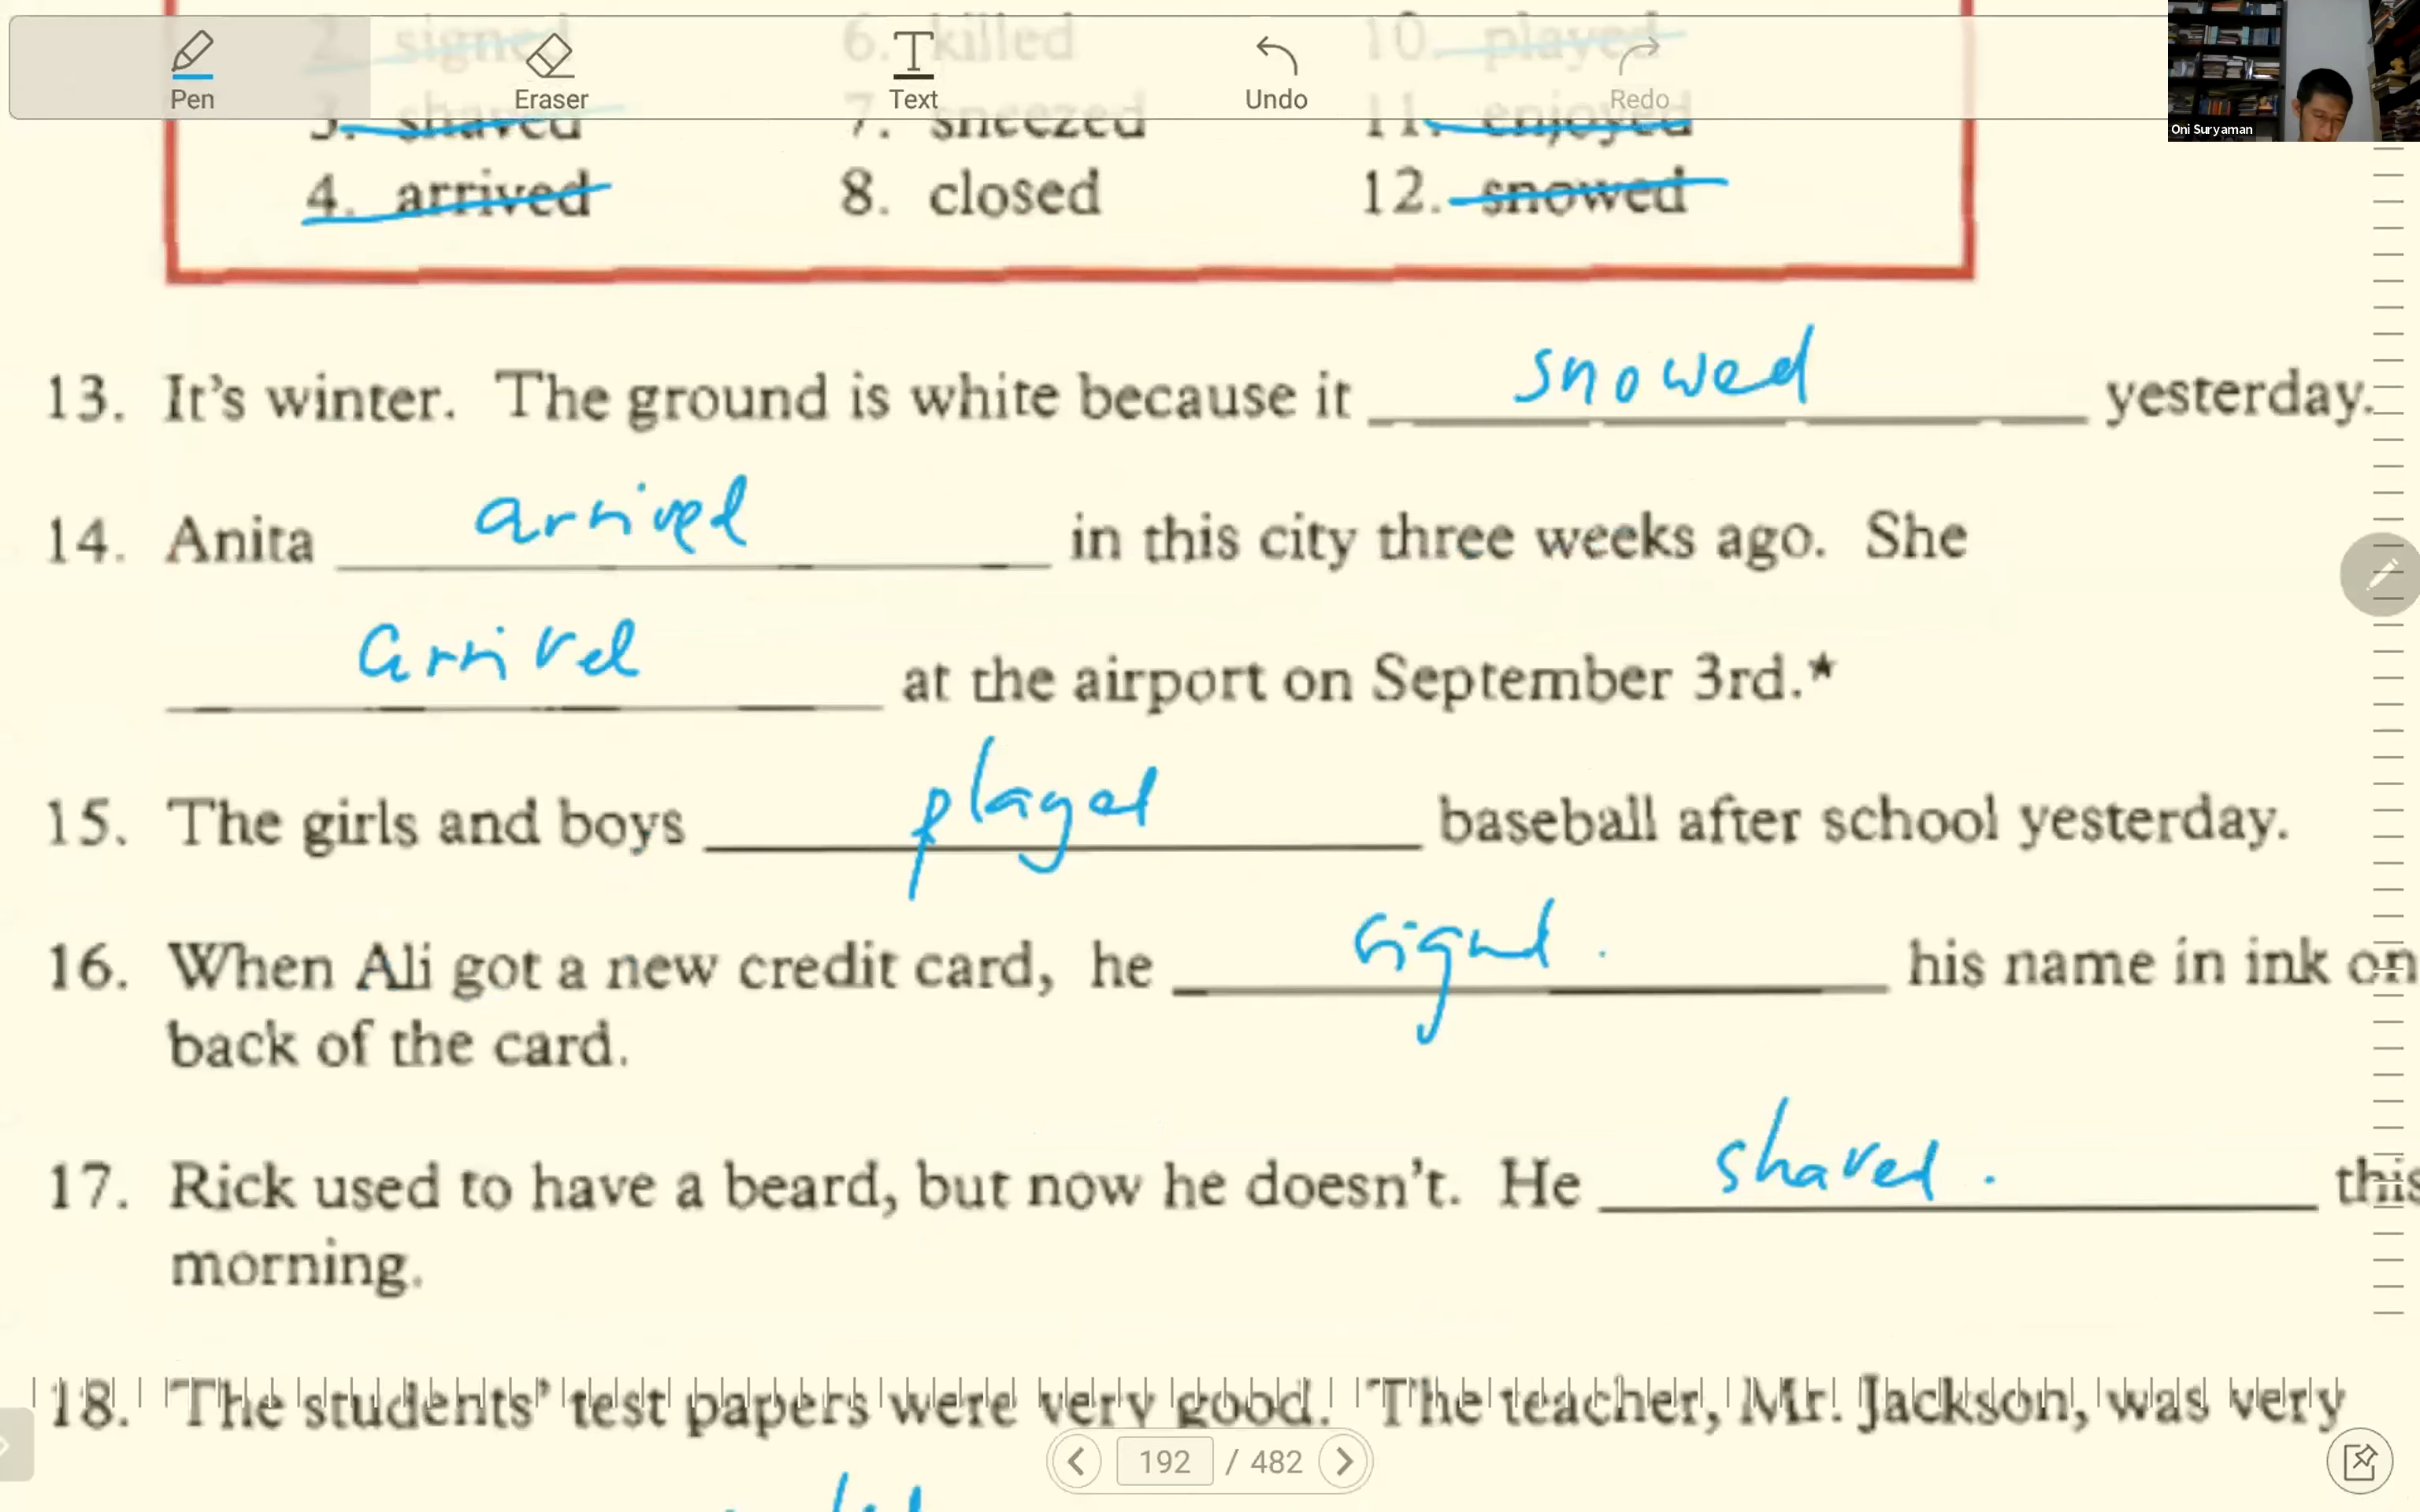 2. signed 6. killed 10. played
Pen Eraser Text Undo Redo
Oni Suryaman
3. shaved 7. sneezed 11. enjoyed
4. arrived 8. closed 12. snowed
13. It's winter. The ground is white because it snowed yesterday.
14. Anita arrived in this city three weeks ago. She
arrived at the airport on September 3rd.*
15. The girls and boys played baseball after school yesterday.
16. When Ali got a new credit card, he signed his name in ink on
back of the card.
17. Rick used to have a beard, but now he doesn't. He shaved. this
morning.
18. The students' test papers were very good. The teacher, Mr. Jackson, was very
192 / 482